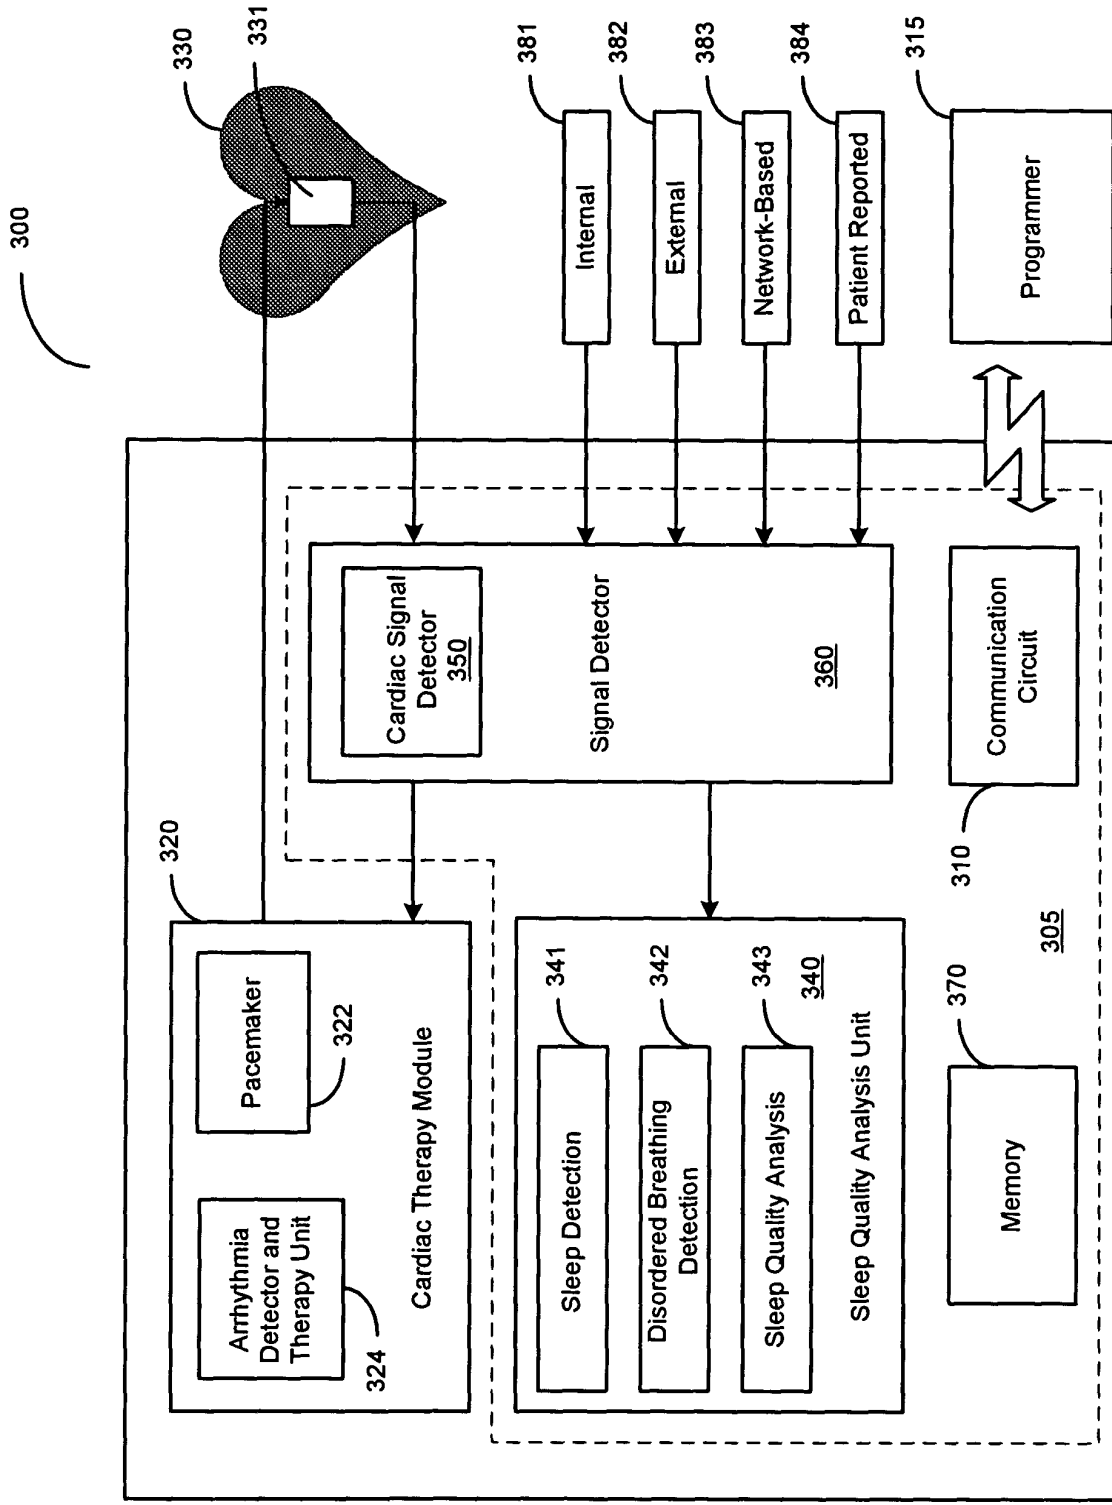 300
320
Arrhythmia
Detector and
Therapy Unit
324
Pacemaker
322
Cardiac Therapy Module
330
331
Cardiac Signal
Detector
350
Signal Detector
360
Sleep Detection
341
Disordered Breathing
Detection
342
Sleep Quality Analysis
343
340
Sleep Quality Analysis Unit
Internal
381
External
382
Network-Based
383
Patient Reported
384
Memory
370
305
Communication
Circuit
310
Programmer
315